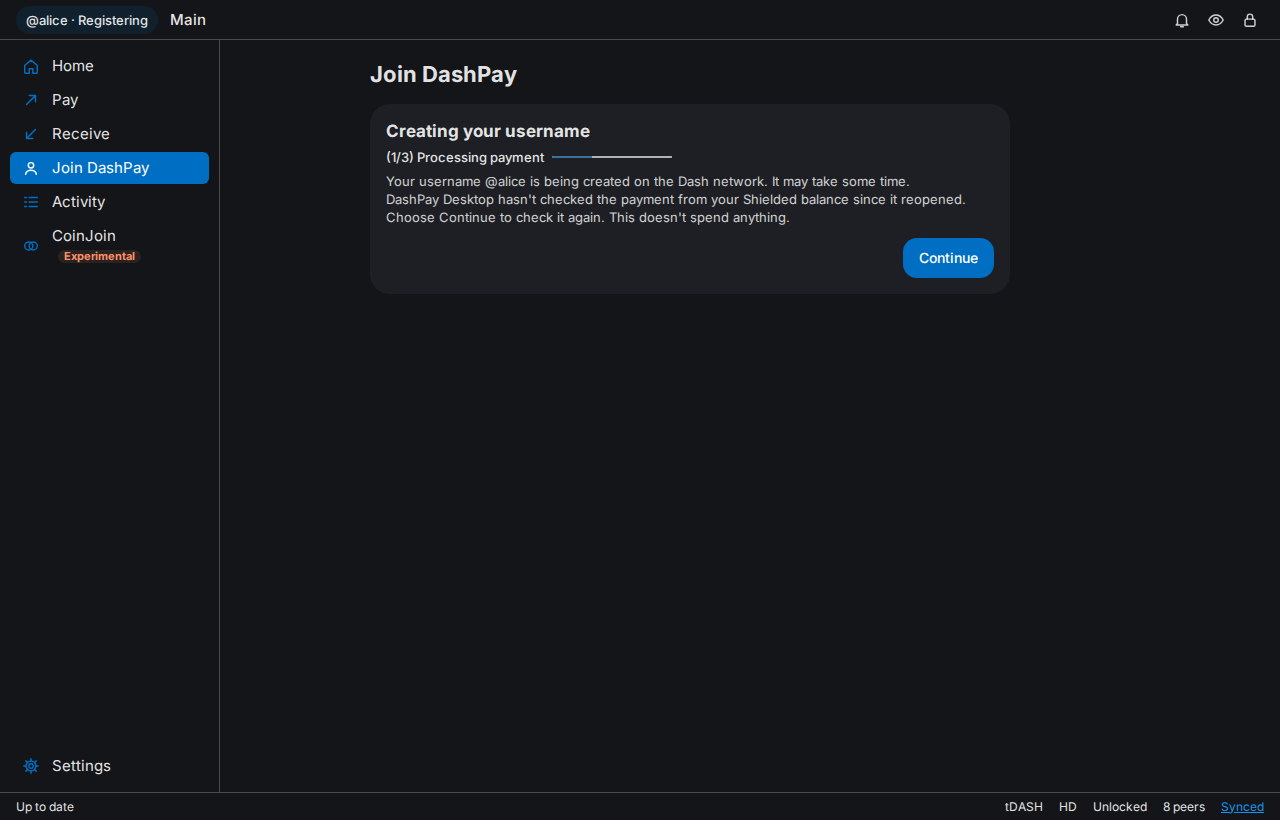 @alice · Registering
Main
Home
Pay
Receive
Join DashPay
Activity
CoinJoin
Experimental
Settings
Join DashPay
Creating your username
(1/3) Processing payment
Your username @alice is being created on the Dash network. It may take some time.
DashPay Desktop hasn't checked the payment from your Shielded balance since it reopened.
Choose Continue to check it again. This doesn't spend anything.
Continue
Up to date
tDASH HD Unlocked 8 peers Synced